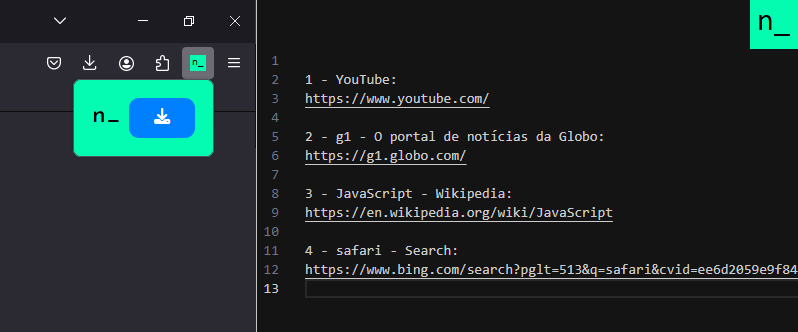 n_
n_
1
2 1 - YouTube:
3 https://www.youtube.com/
4
5 2 - g1 - O portal de notícias da Globo:
6 https://g1.globo.com/
7
8 3 - JavaScript - Wikipedia:
9 https://en.wikipedia.org/wiki/JavaScript
10
11 4 - safari - Search:
12 https://www.bing.com/search?pglt=513&q=safari&cvid=ee6d2059e9f84
13
n_